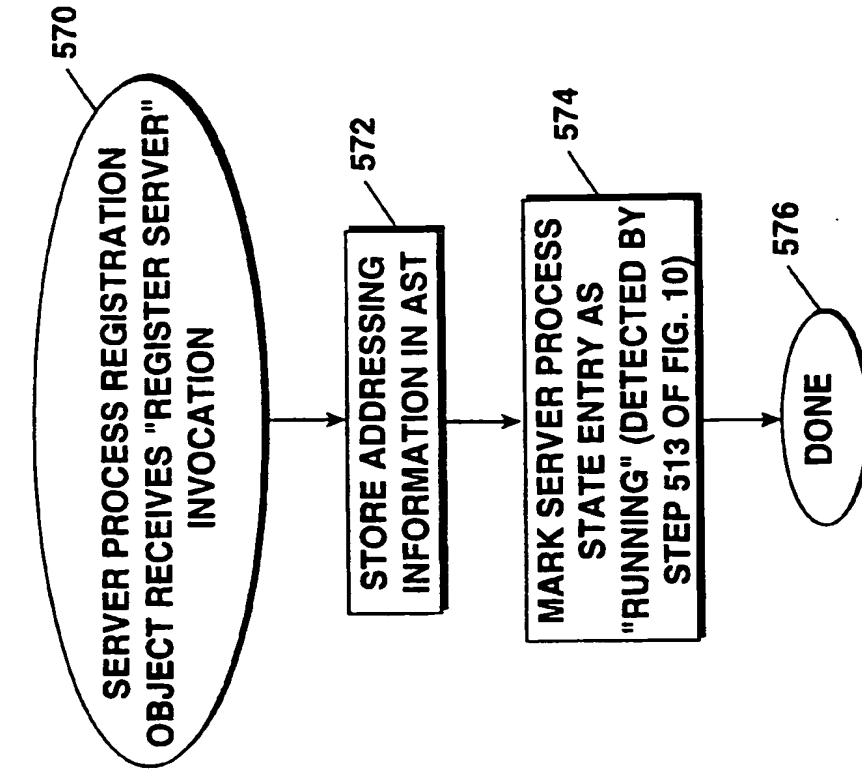 570
SERVER PROCESS REGISTRATION
OBJECT RECEIVES "REGISTER SERVER"
INVOCATION
572
STORE ADDRESSING
INFORMATION IN AST
574
MARK SERVER PROCESS
STATE ENTRY AS
"RUNNING" (DETECTED BY
STEP 513 OF FIG. 10)
576
DONE